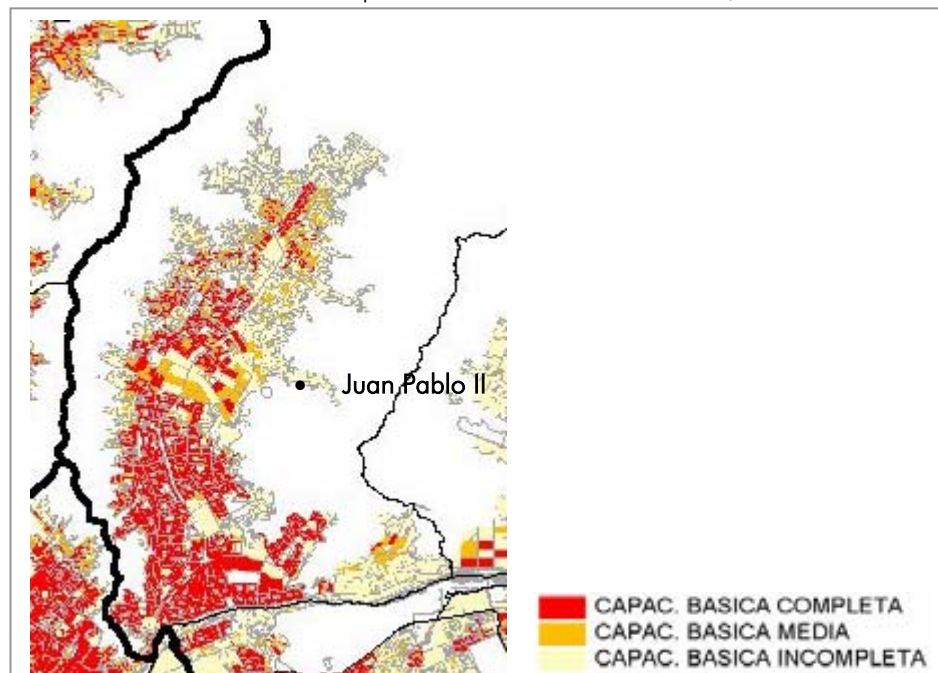 Juan Pablo II
CAPAC. BASICA COMPLETA
CAPAC. BASICA MEDIA
CAPAC. BASICA INCOMPLETA